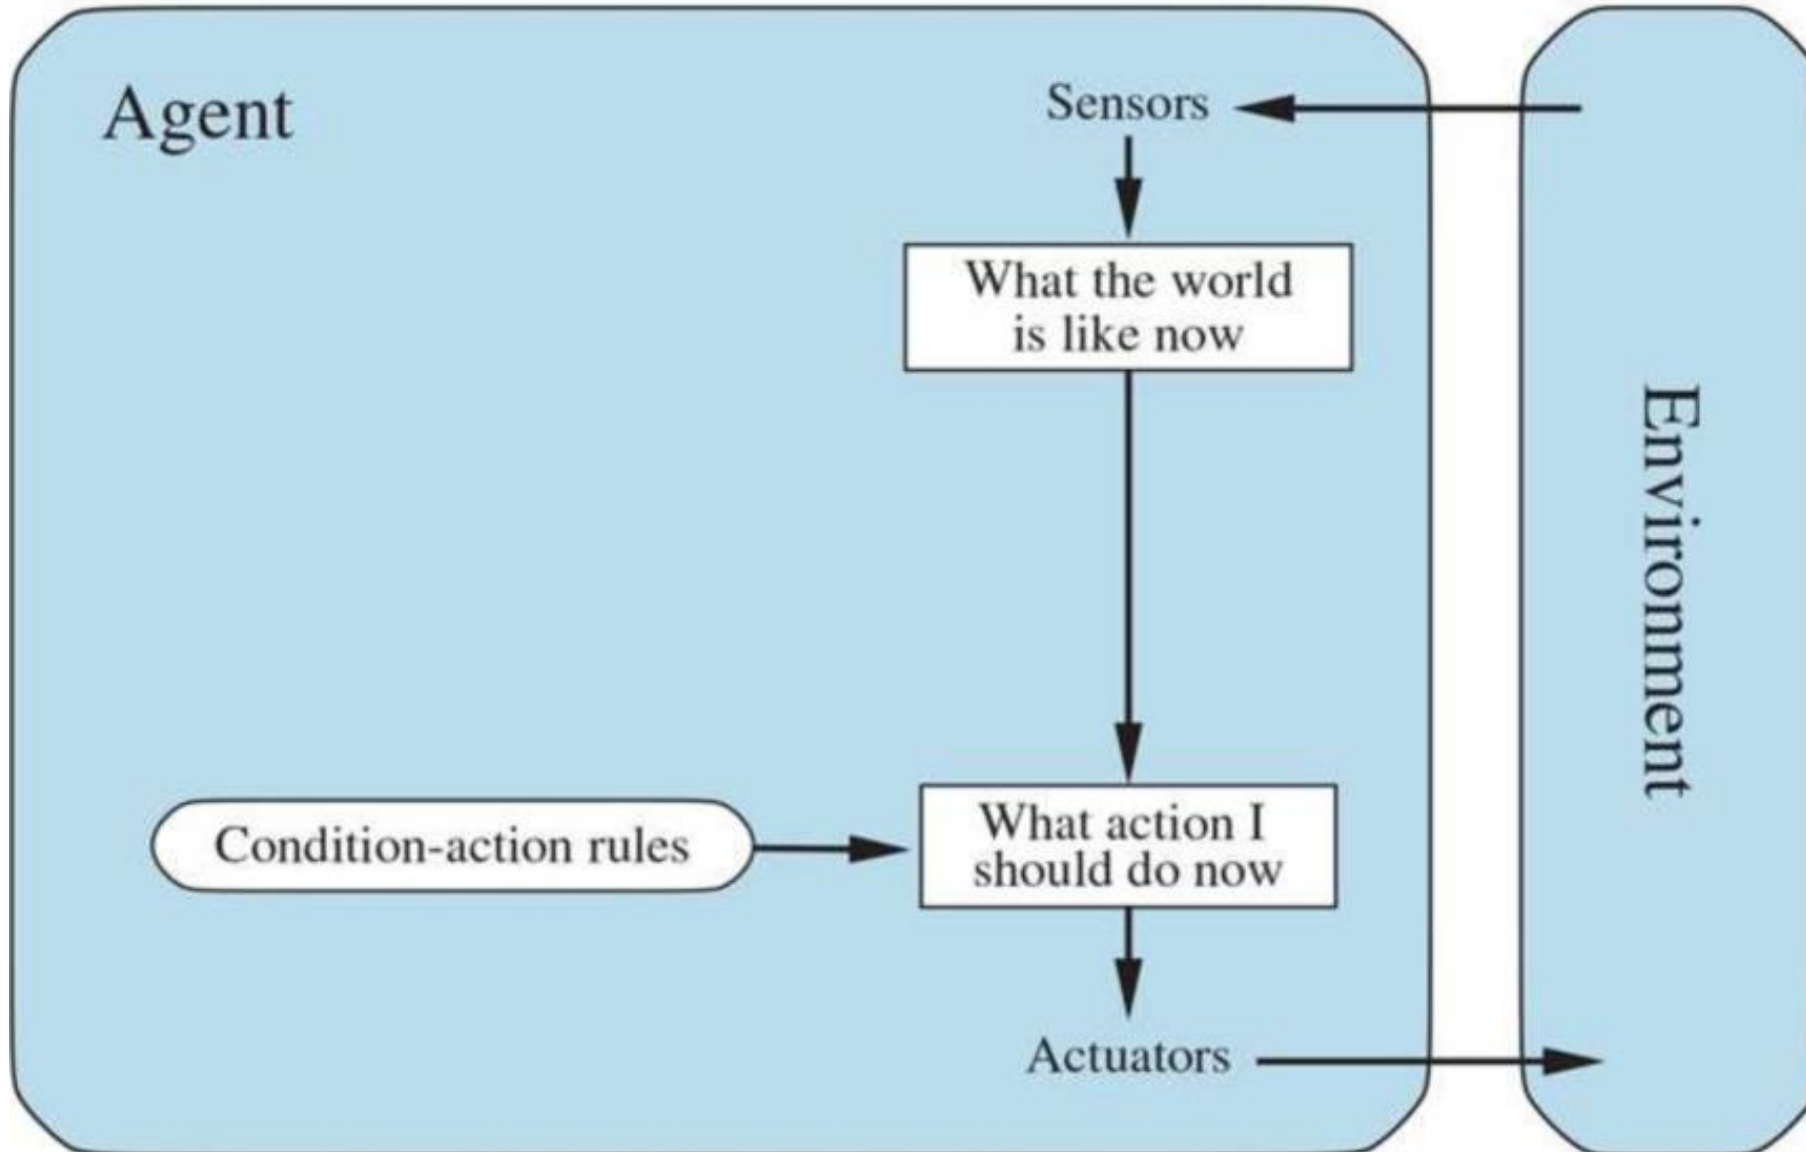 Agent
Sensors
What the world
is like now
Environment
Condition-action rules
What action I
should do now
Actuators